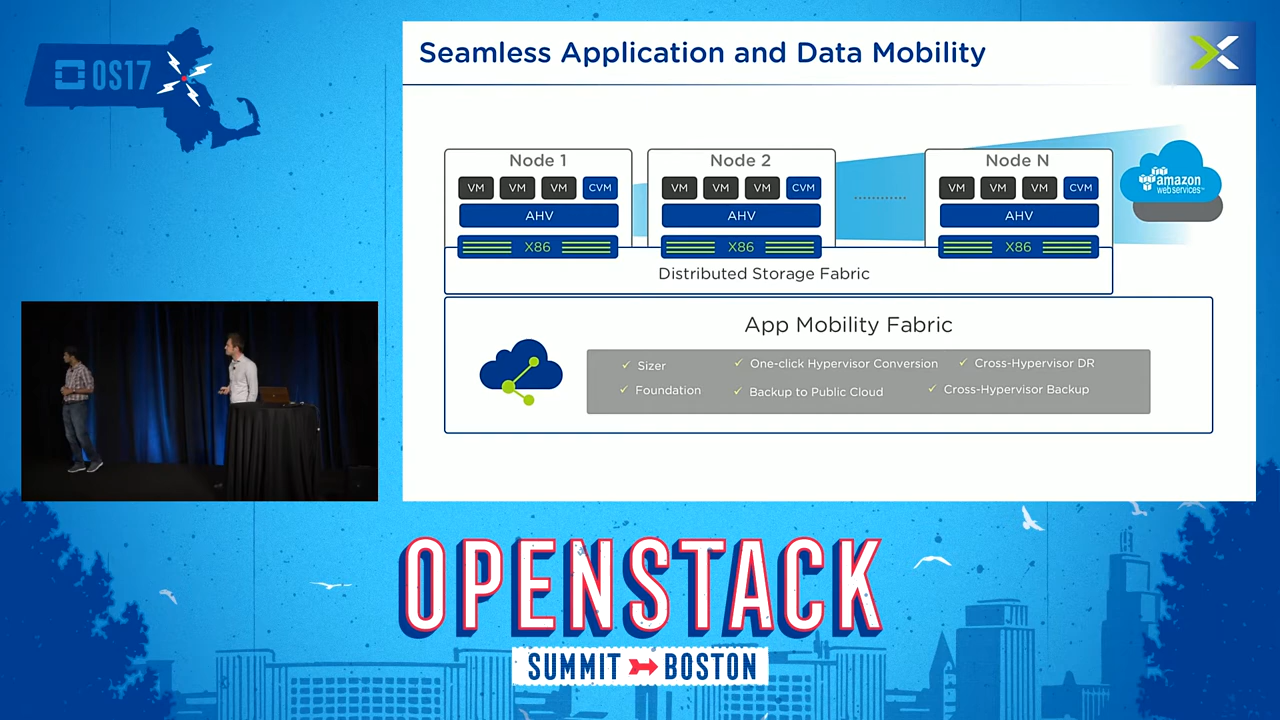 OS17
Seamless Application and Data Mobility
Node 1
Node 2
Node N
VM VM VM CVM
VM VM VM CVM
VM VM VM CVM
AHV
AHV
AHV
X86
X86
X86
amazon
webservices™
Distributed Storage Fabric
App Mobility Fabric
✓ Sizer
✓ One-click Hypervisor Conversion
✓ Cross-Hypervisor DR
✓ Foundation
✓ Backup to Public Cloud
✓ Cross-Hypervisor Backup
OPENSTACK
SUMMIT BOSTON